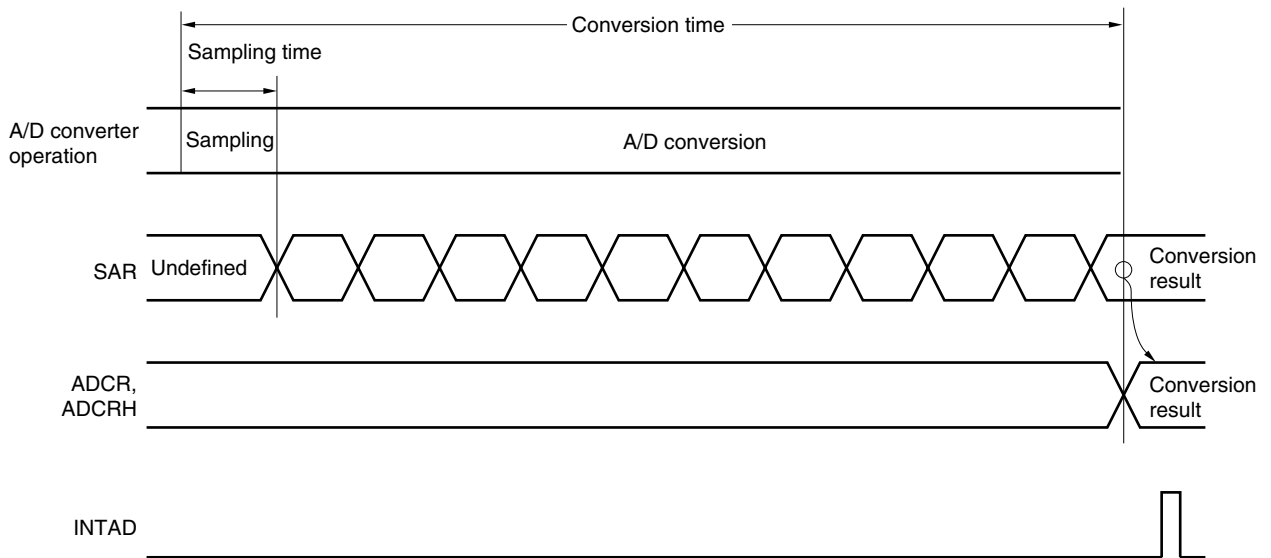 Conversion time
Sampling time
A/D converter
operation
Sampling
A/D conversion
SAR
Undefined
Conversion
result
ADCR,
ADCRH
Conversion
result
INTAD